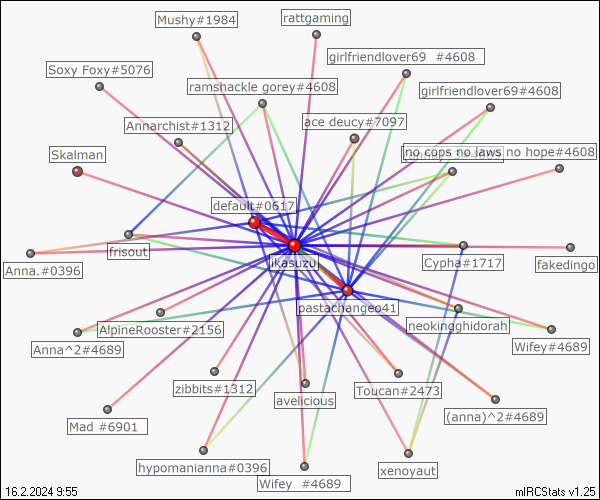 Mushy#1984
rattgaming
girlfriendlover69 #4608
Soxy Foxy#5076
ramshackle gorey#4608
girlfriendlover69#4608
Annarchist#1312
ace deucy#7097
no cops no laws no hope#4608
Skalman
default#0617
frisout
ikasuzu
Cypha#1717
fakedingo
Anna.#0396
pastachangeo41
AlpineRooster#2156
neokingghidorah
Anna^2#4689
Wifey#4689
zibbits#1312
avelicious
Toucan#2473
Mad #6901
(anna)^2#4689
hypomanianna#0396
Wifey #4689
xenoyaut
16.2.2024 9:55
mIRCStats v1.25